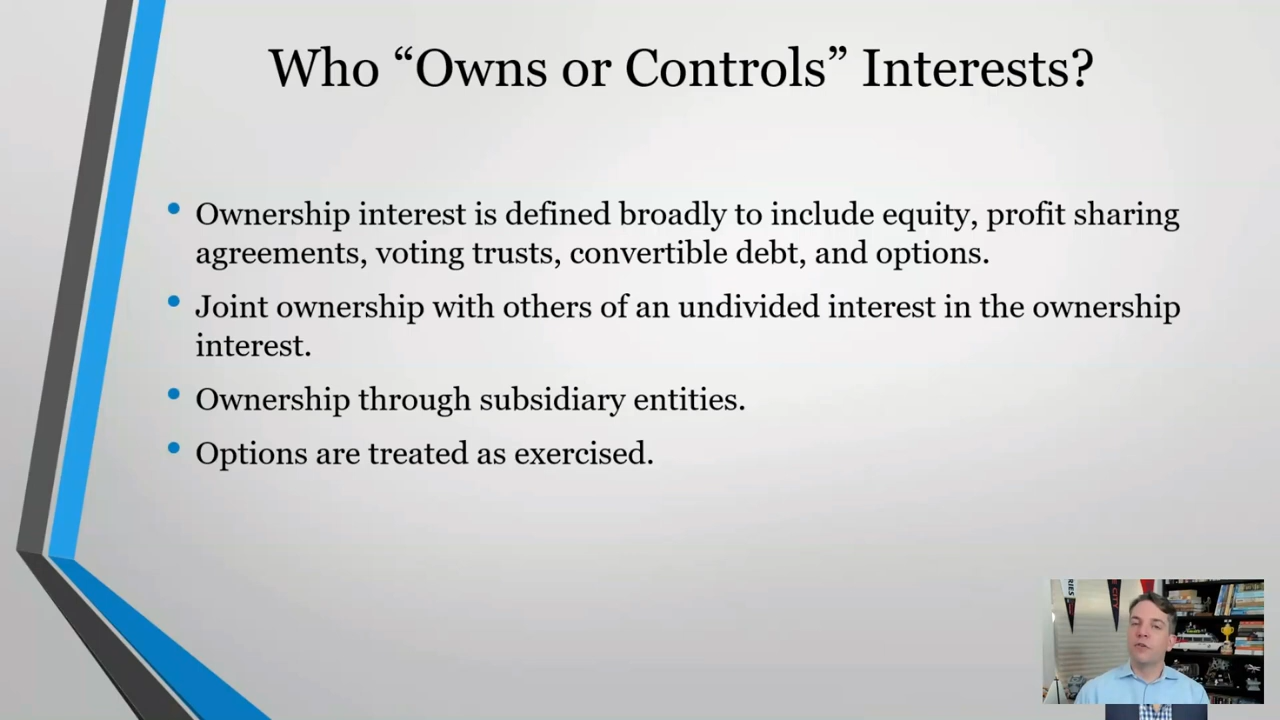 Who “Owns or Controls” Interests?
• Ownership interest is defined broadly to include equity, profit sharing
agreements, voting trusts, convertible debt, and options.
• Joint ownership with others of an undivided interest in the ownership
interest.
• Ownership through subsidiary entities.
• Options are treated as exercised.